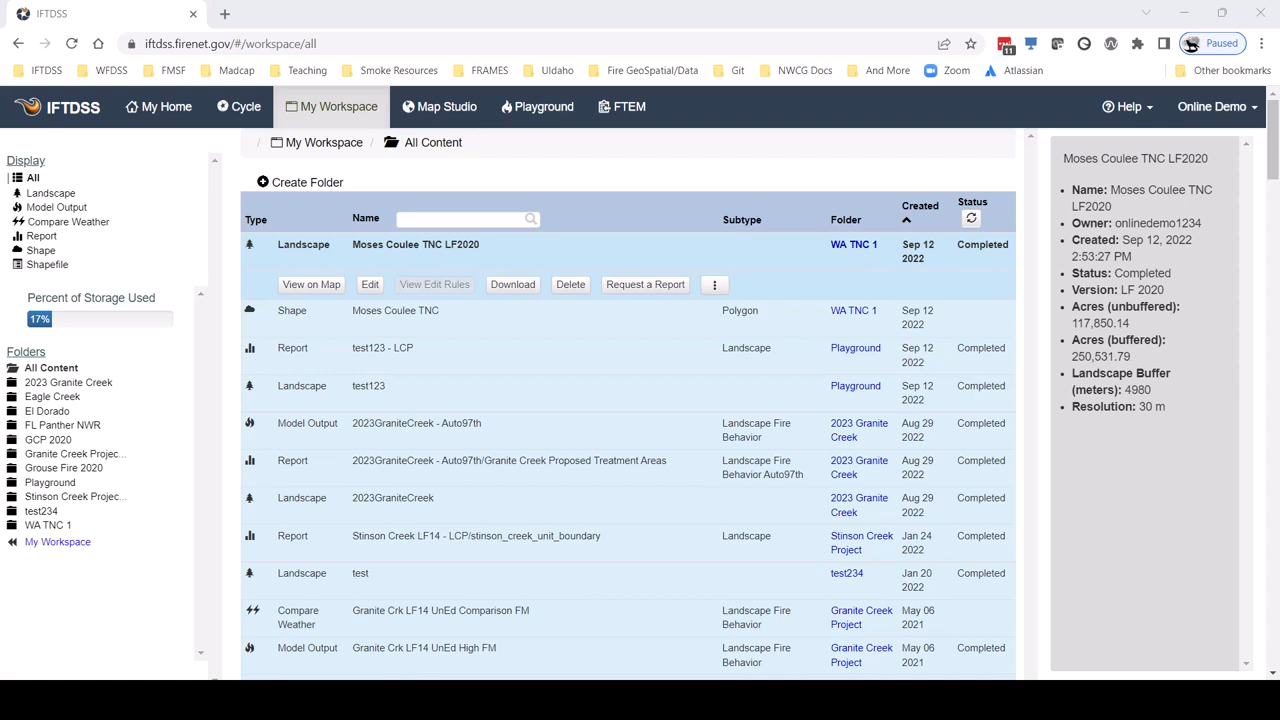 IFTDSS
iftdss.firenet.gov/#/workspace/all
11
Paused
IFTDSS WFDSS FMSF Madcap Teaching Smoke Resources FRAMES UIdaho Fire GeoSpatial/Data Git NWCG Docs And More Zoom Atlassian Other bookmarks
IFTDSS My Home Cycle My Workspace Map Studio Playground FTEM Help Online Demo
Display
All
Landscape
Model Output
Compare Weather
Report
Shape
Shapefile
Percent of Storage Used
17%
Folders
All Content
2023 Granite Creek
Eagle Creek
El Dorado
FL Panther NWR
GCP 2020
Granite Creek Projec...
Grouse Fire 2020
Playground
Stinson Creek Projec...
test234
WA TNC 1
My Workspace
/ My Workspace / All Content
Create Folder
Type Name Subtype Folder Created Status
Landscape Moses Coulee TNC LF2020 WA TNC 1 Sep 12 Completed
2022
View on Map Edit View Edit Rules Download Delete Request a Report
Shape Moses Coulee TNC Polygon WA TNC 1 Sep 12
2022
Report test123 - LCP Landscape Playground Sep 12 Completed
2022
Landscape test123 Playground Sep 12 Completed
2022
Model Output 2023GraniteCreek - Auto97th Landscape Fire 2023 Granite Aug 29 Completed
Behavior Creek 2022
Report 2023GraniteCreek - Auto97th/Granite Creek Proposed Treatment Areas Landscape Fire 2023 Granite Aug 29 Completed
Behavior Auto97th Creek 2022
Landscape 2023GraniteCreek 2023 Granite Aug 29 Completed
Creek 2022
Report Stinson Creek LF14 - LCP/stinson_creek_unit_boundary Landscape Stinson Creek Jan 24 Completed
Project 2022
Landscape test test234 Jan 20 Completed
2022
Compare Granite Crk LF14 UnEd Comparison FM Landscape Fire Granite Creek May 06 Completed
Weather Behavior Project 2021
Model Output Granite Crk LF14 UnEd High FM Landscape Fire Granite Creek May 06 Completed
Behavior Project 2021
Moses Coulee TNC LF2020
Name: Moses Coulee TNC
LF2020
Owner: onlinedemo1234
Created: Sep 12, 2022
2:53:27 PM
Status: Completed
Version: LF 2020
Acres (unbuffered):
117,850.14
Acres (buffered):
250,531.79
Landscape Buffer
(meters): 4980
Resolution: 30 m